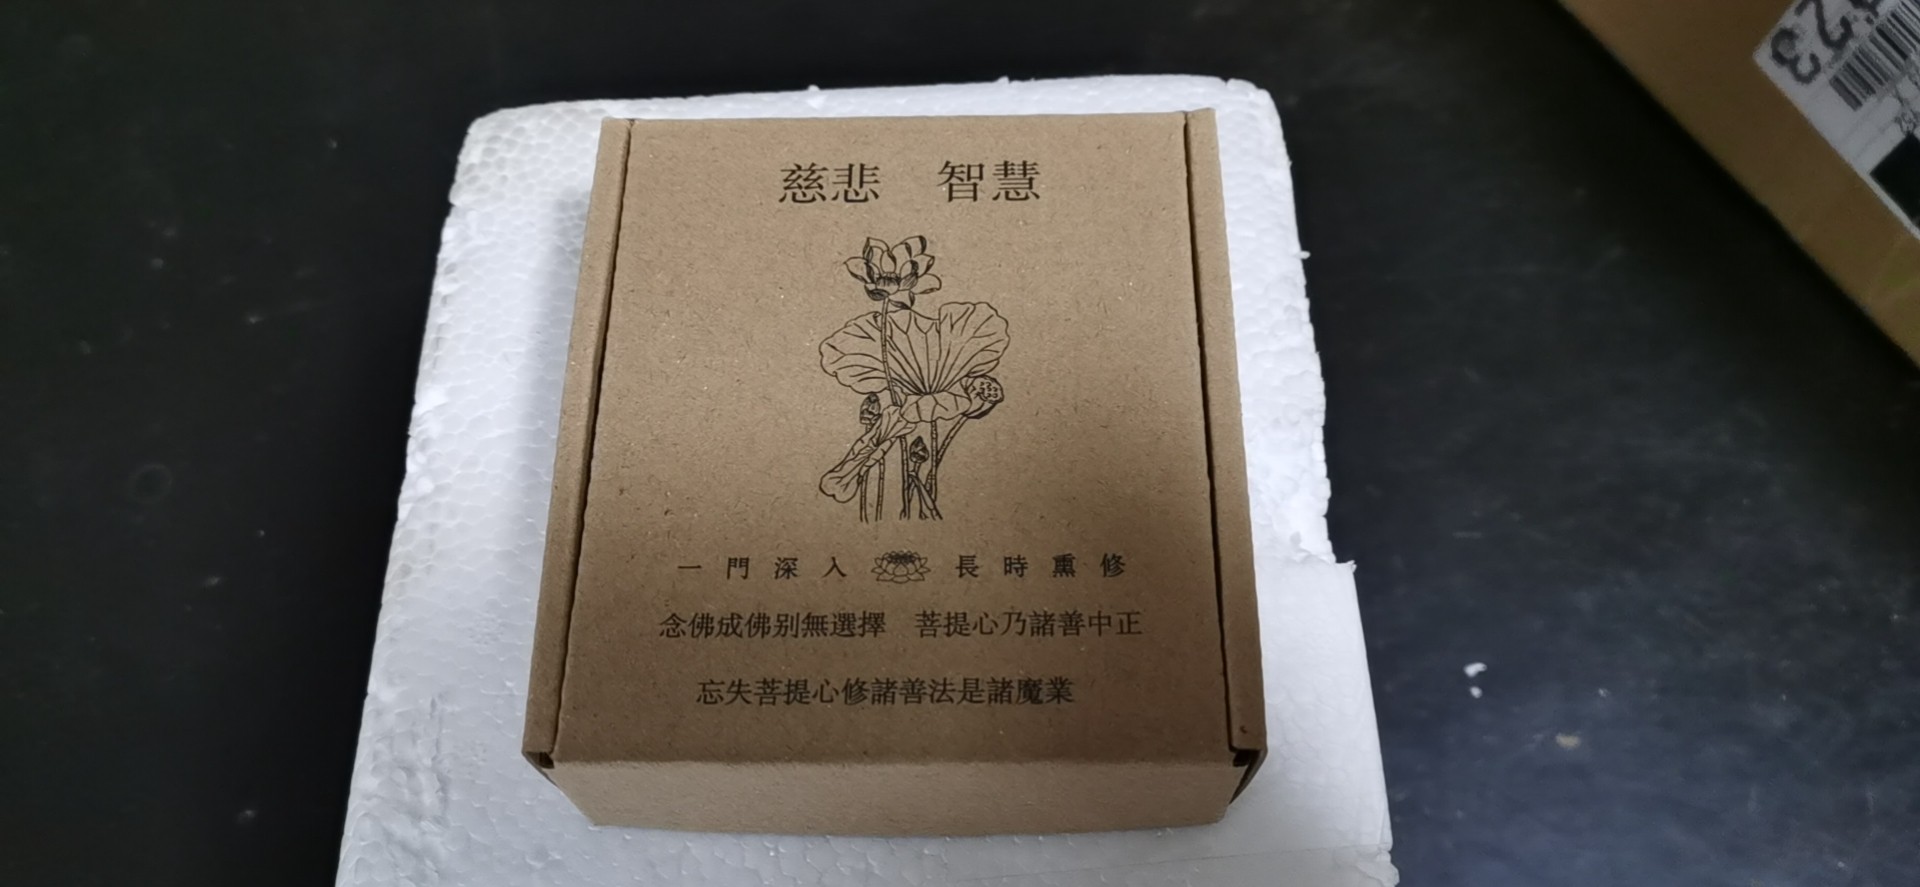 慈悲　智慧
一門深入 長時熏修
念佛成佛别無選擇　菩提心乃諸善中正
忘失菩提心修諸善法是諸魔業
423